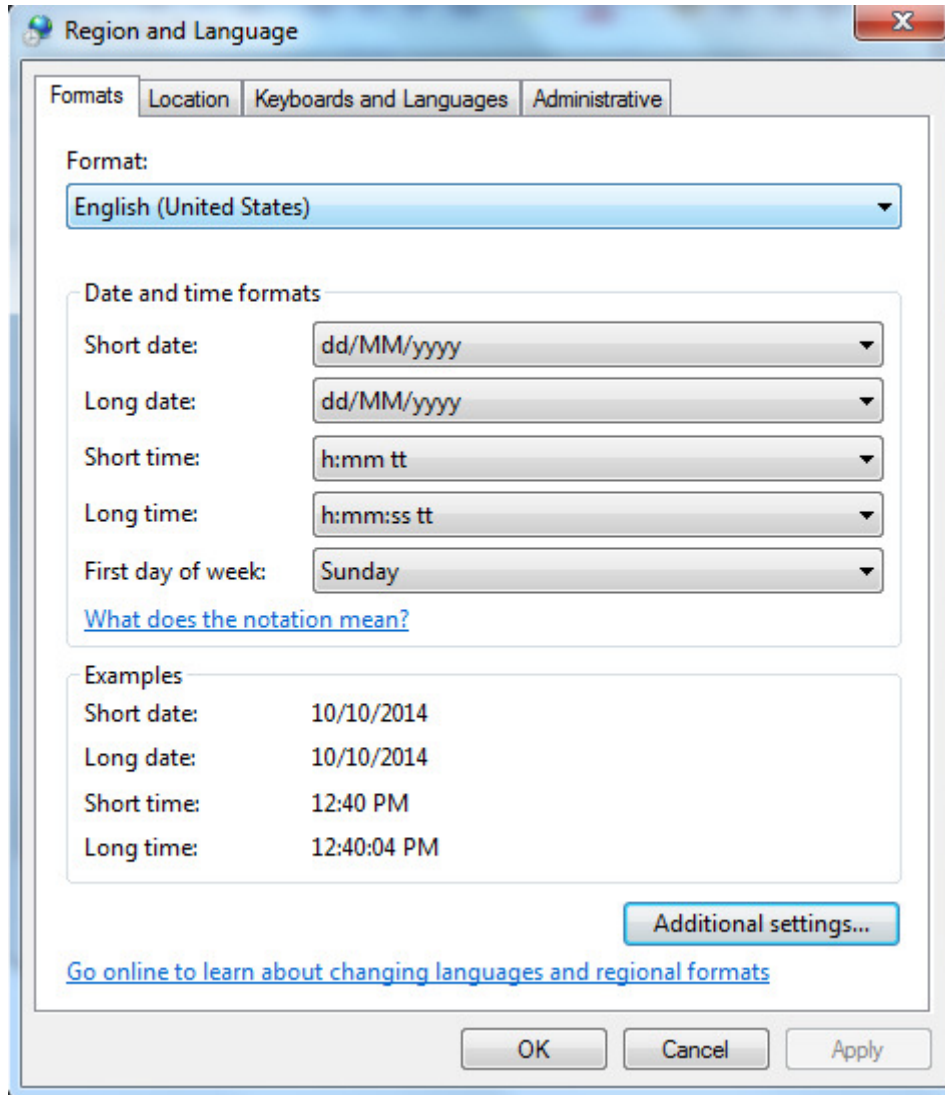 Region and Language
Formats Location Keyboards and Languages Administrative
Format:
English (United States)
Date and time formats
Short date: dd/MM/yyyy
Long date: dd/MM/yyyy
Short time: h:mm tt
Long time: h:mm:ss tt
First day of week: Sunday
What does the notation mean?
Examples
Short date: 10/10/2014
Long date: 10/10/2014
Short time: 12:40 PM
Long time: 12:40:04 PM
Additional settings...
Go online to learn about changing languages and regional formats
OK Cancel Apply